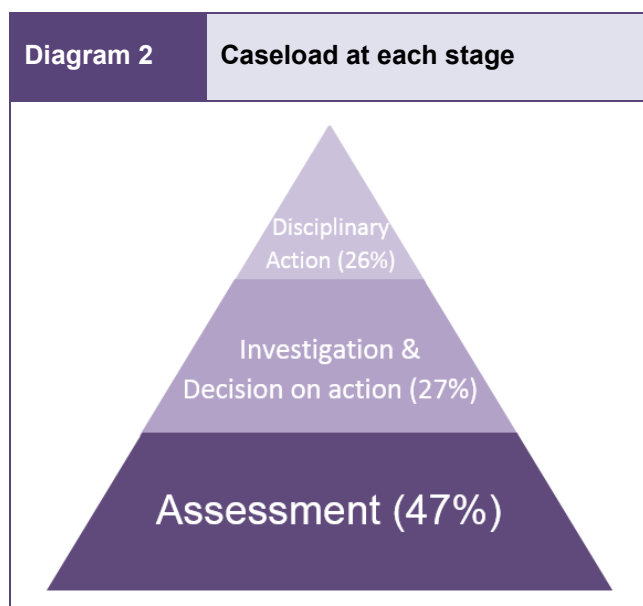 Diagram 2 Caseload at each stage
Disciplinary
Action (26%)
Investigation &
Decision on action (27%)
Assessment (47%)